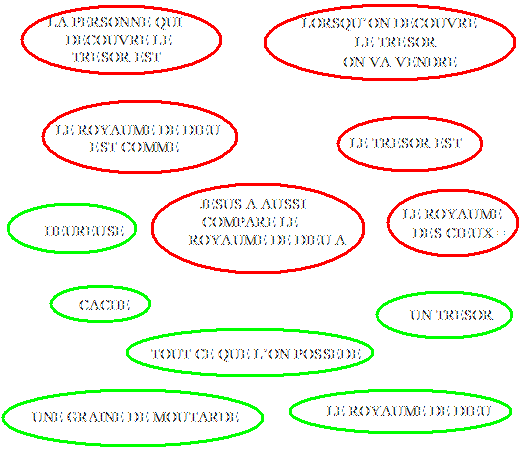 LA PERSONNE QUI
DECOUVRE LE
TRESOR EST
LORSQU'ON DECOUVRE
LE TRESOR
ON VA VENDRE
LE ROYAUME DE DIEU
EST COMME
LE TRESOR EST
JESUS A AUSSI
COMPARE LE
ROYAUME DE DIEU A
LE ROYAUME
DES CIEUX =
HEUREUSE
CACHE
UN TRESOR
TOUT CE QUE L'ON POSSEDE
UNE GRAINE DE MOUTARDE
LE ROYAUME DE DIEU